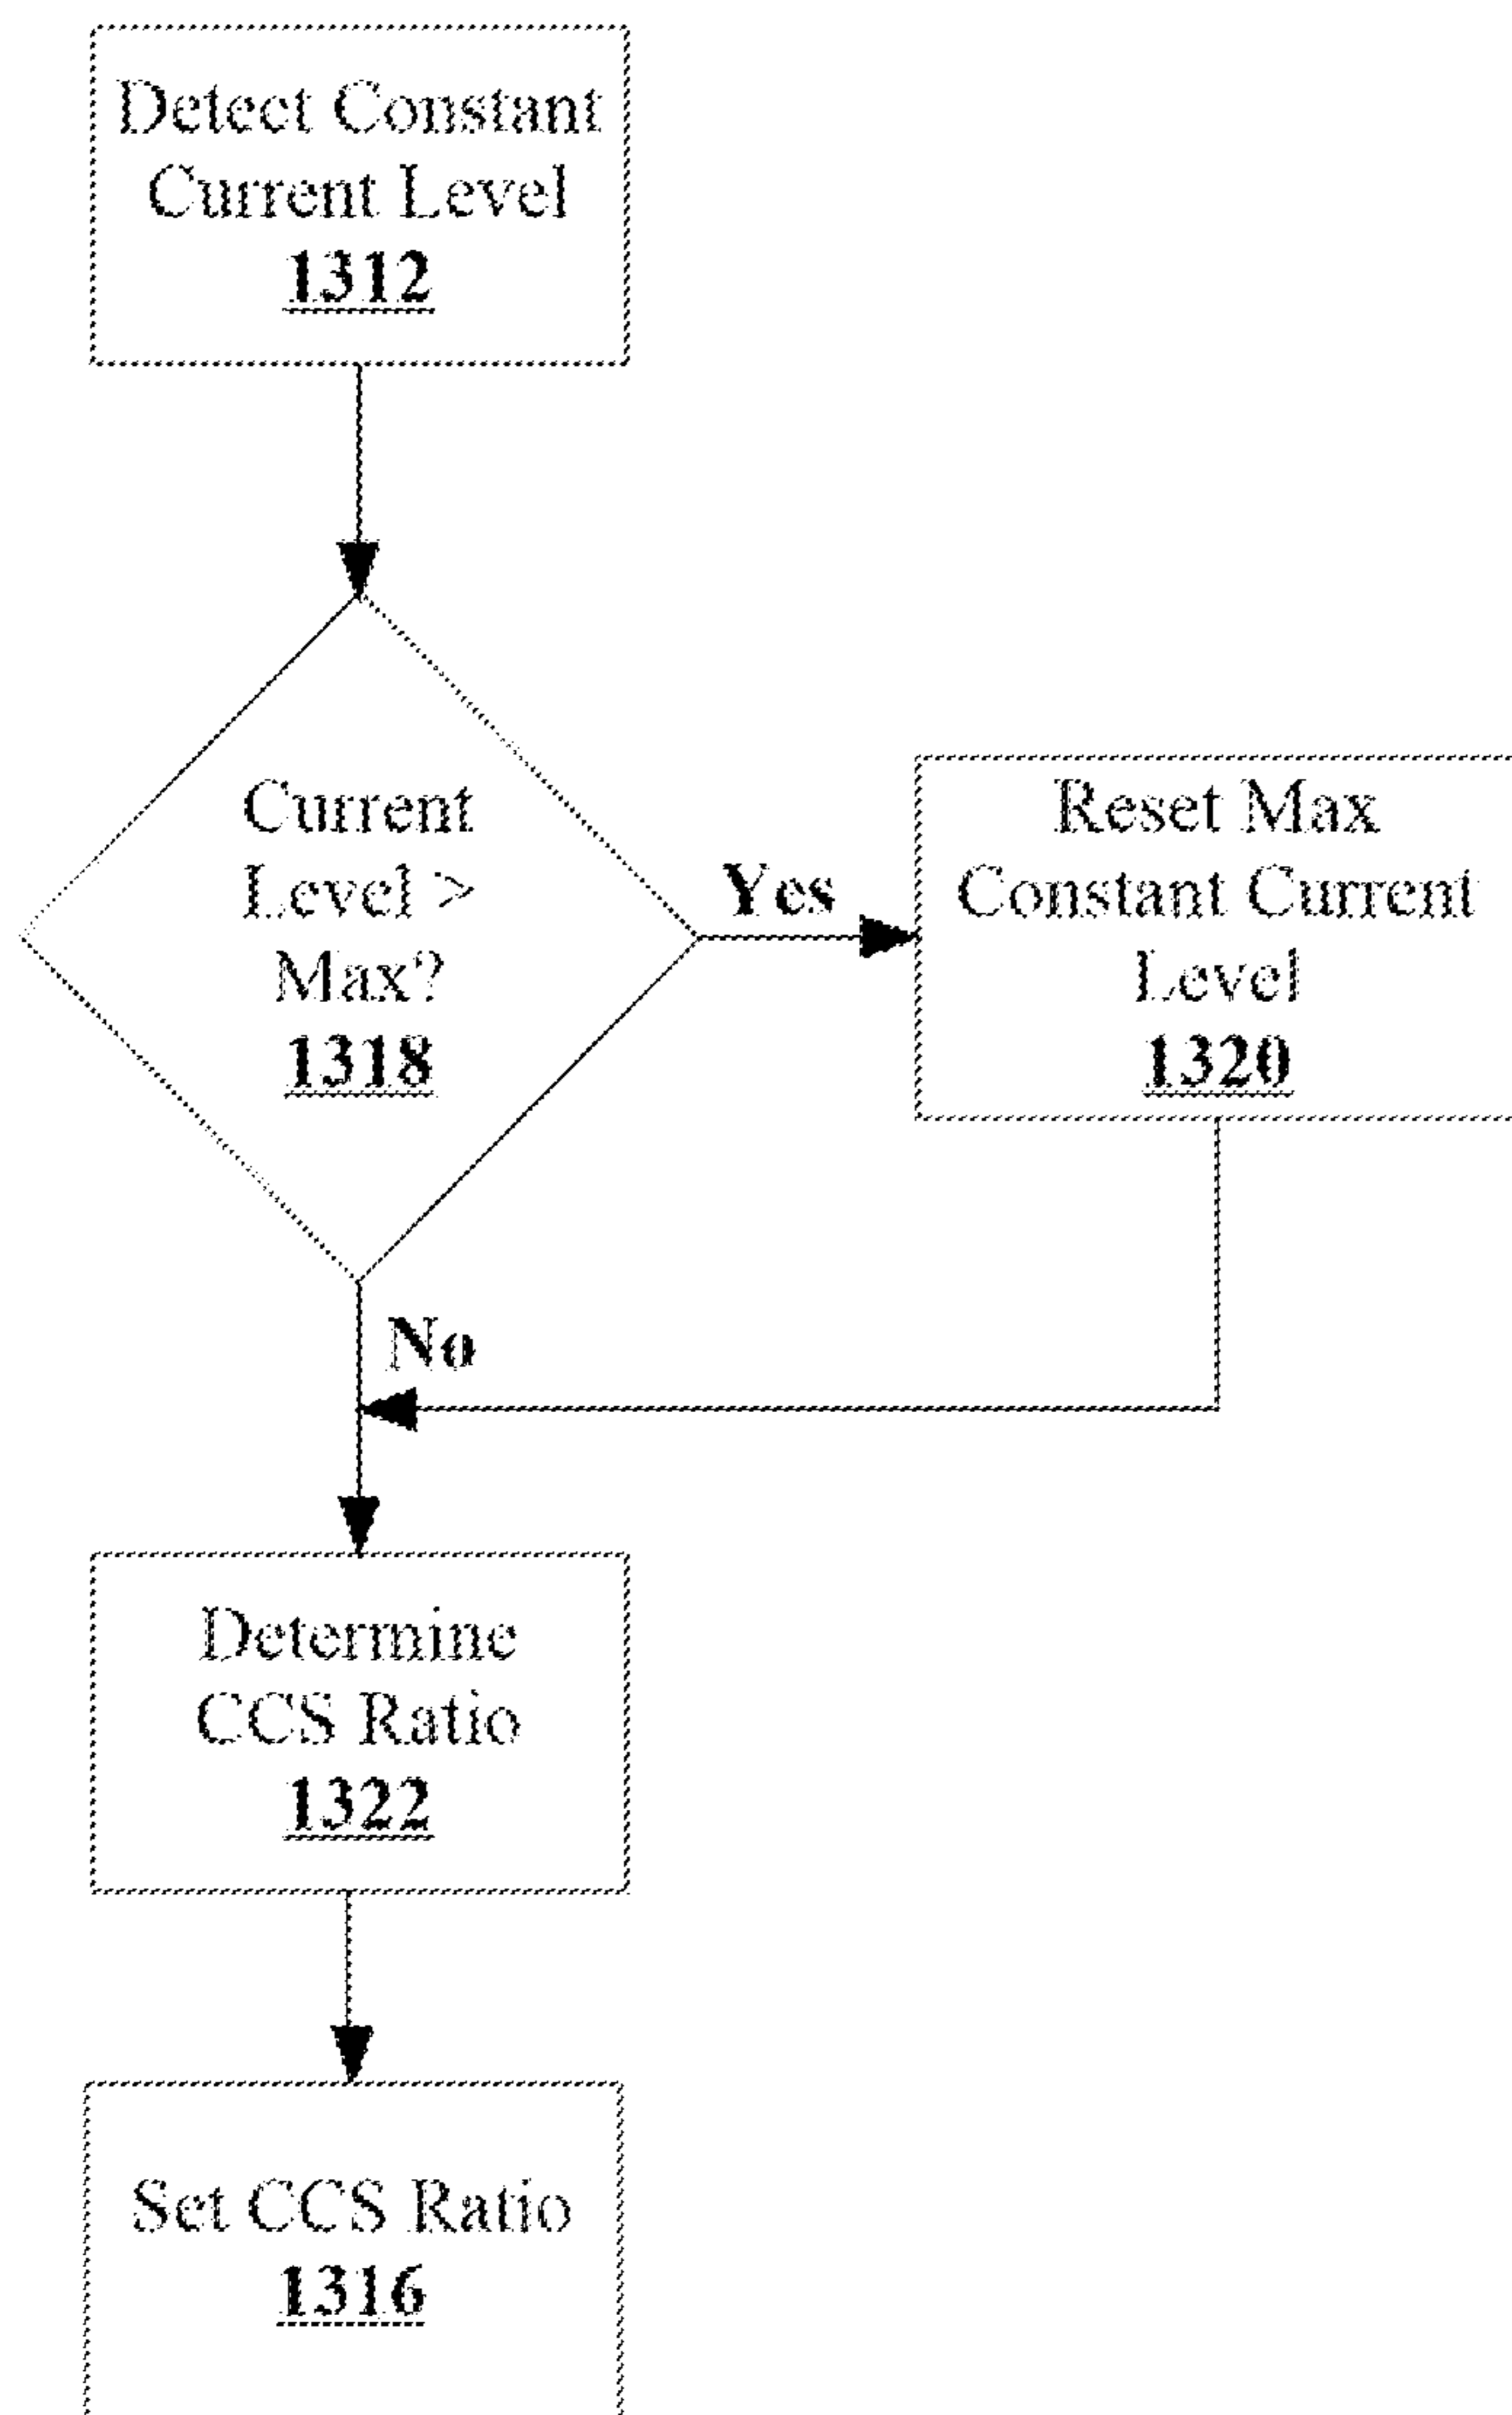 Detect Constant
Current Level
1312
Current
Level >
Max?
1318
Yes
Reset Max
Constant Current
Level
1320
No
Determine
CCS Ratio
1322
Set CCS Ratio
1316